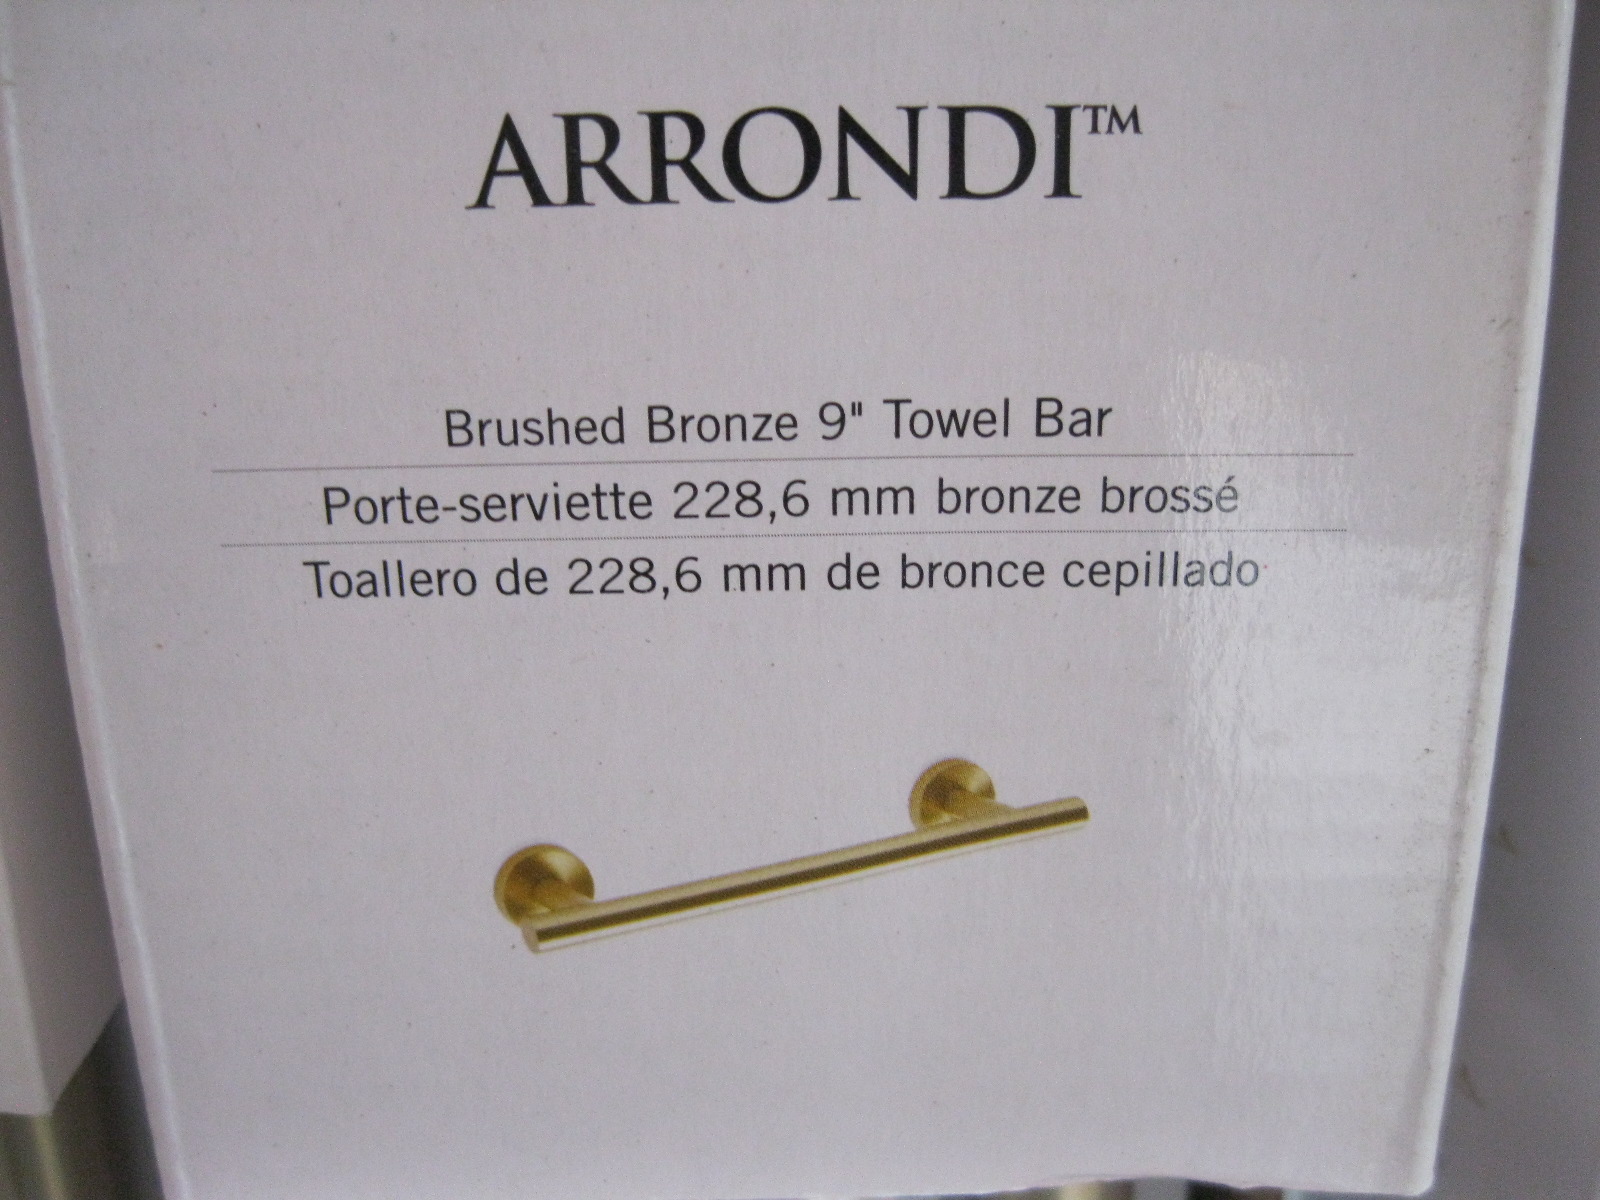 ARRONDI™
Brushed Bronze 9" Towel Bar
Porte-serviette 228,6 mm bronze brossé
Toallero de 228,6 mm de bronce cepillado